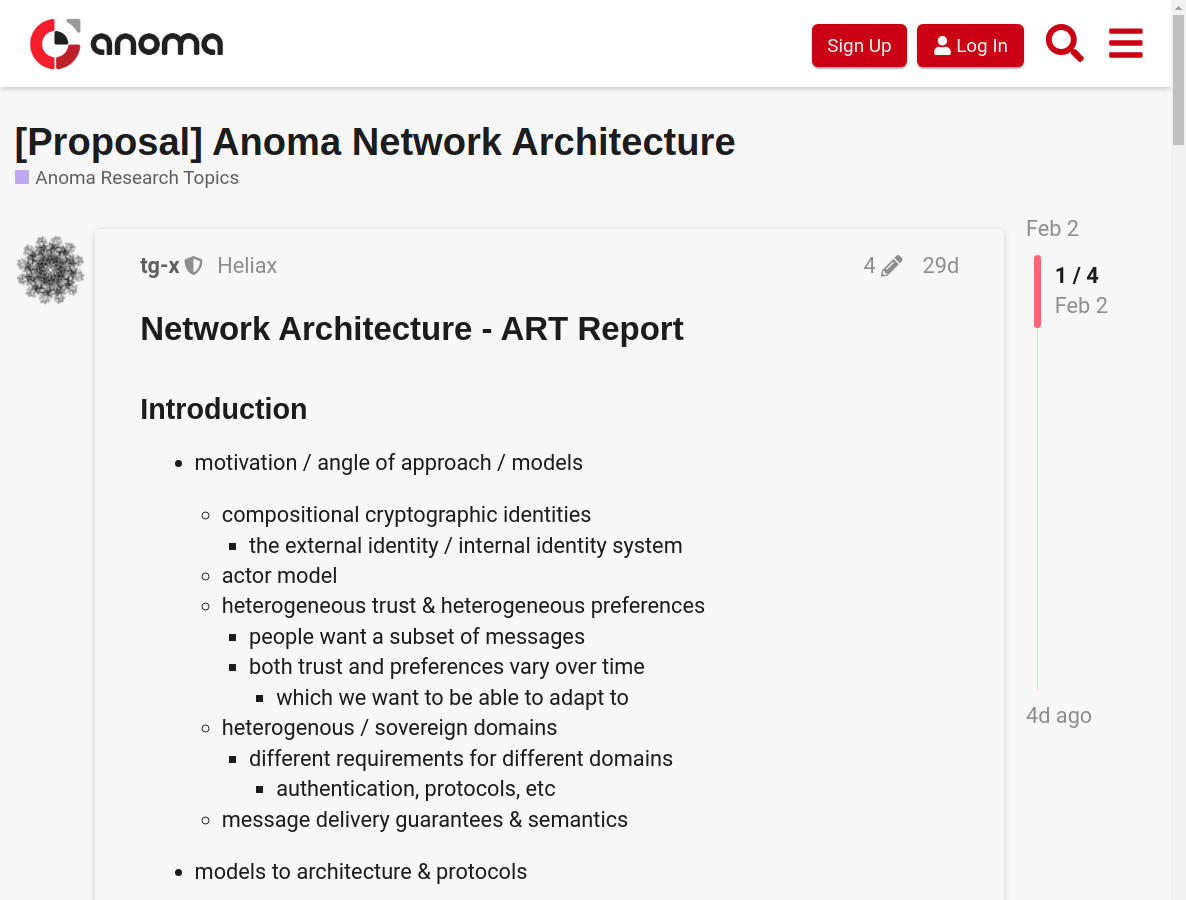 anoma
Sign Up
Log In
[Proposal] Anoma Network Architecture
Anoma Research Topics
Feb 2
tg-x Heliax 4 29d
1 / 4
Feb 2
Network Architecture - ART Report
Introduction
• motivation / angle of approach / models
◦ compositional cryptographic identities
▪ the external identity / internal identity system
◦ actor model
◦ heterogeneous trust & heterogeneous preferences
▪ people want a subset of messages
▪ both trust and preferences vary over time
▪ which we want to be able to adapt to
◦ heterogenous / sovereign domains
▪ different requirements for different domains
▪ authentication, protocols, etc
◦ message delivery guarantees & semantics
• models to architecture & protocols
4d ago